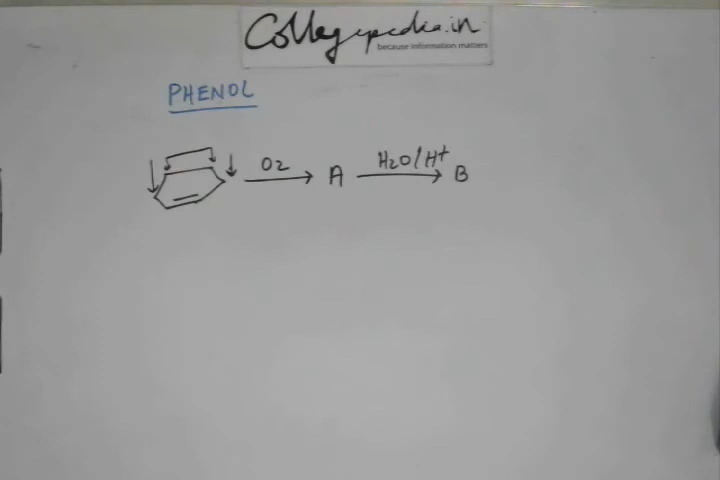 Collegepedia.in
because information matters
PHENOL
O2 A H2O/H+ B